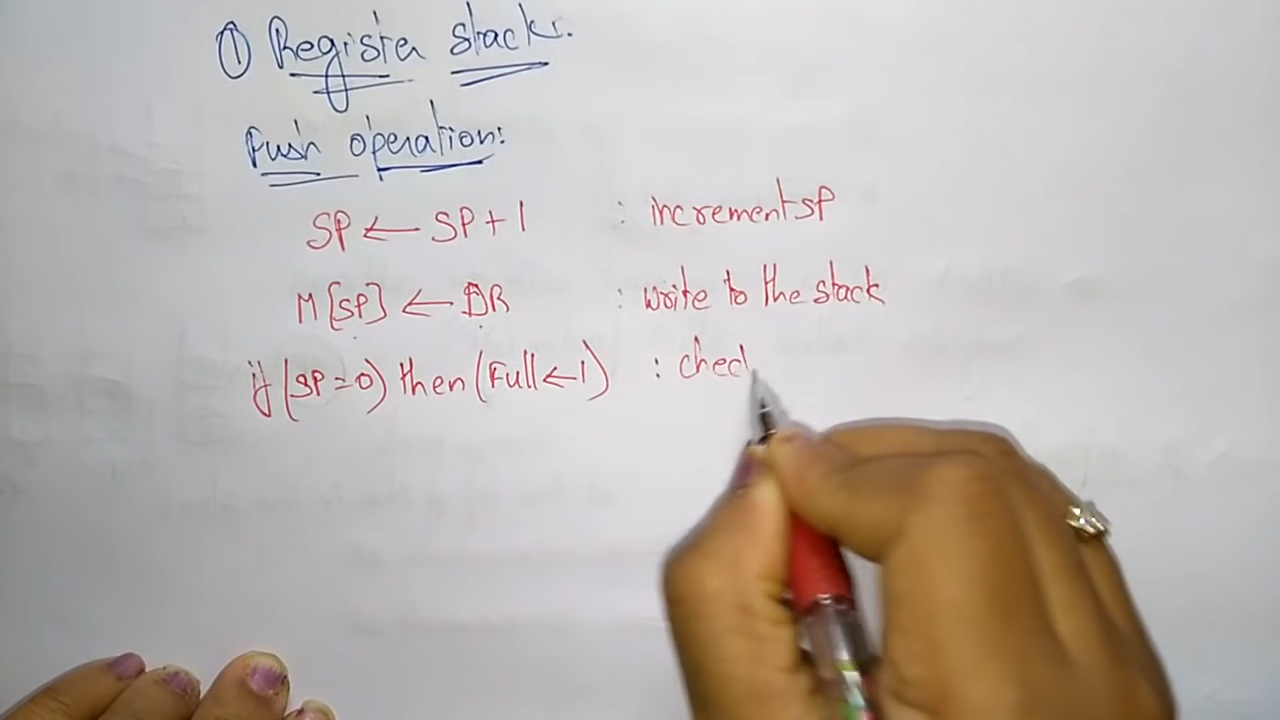 ① Register stack.
Push operation:
SP ← SP + 1 : increment SP
M[SP] ← DR : write to the stack
if (SP = 0) then (Full ← 1) : chec